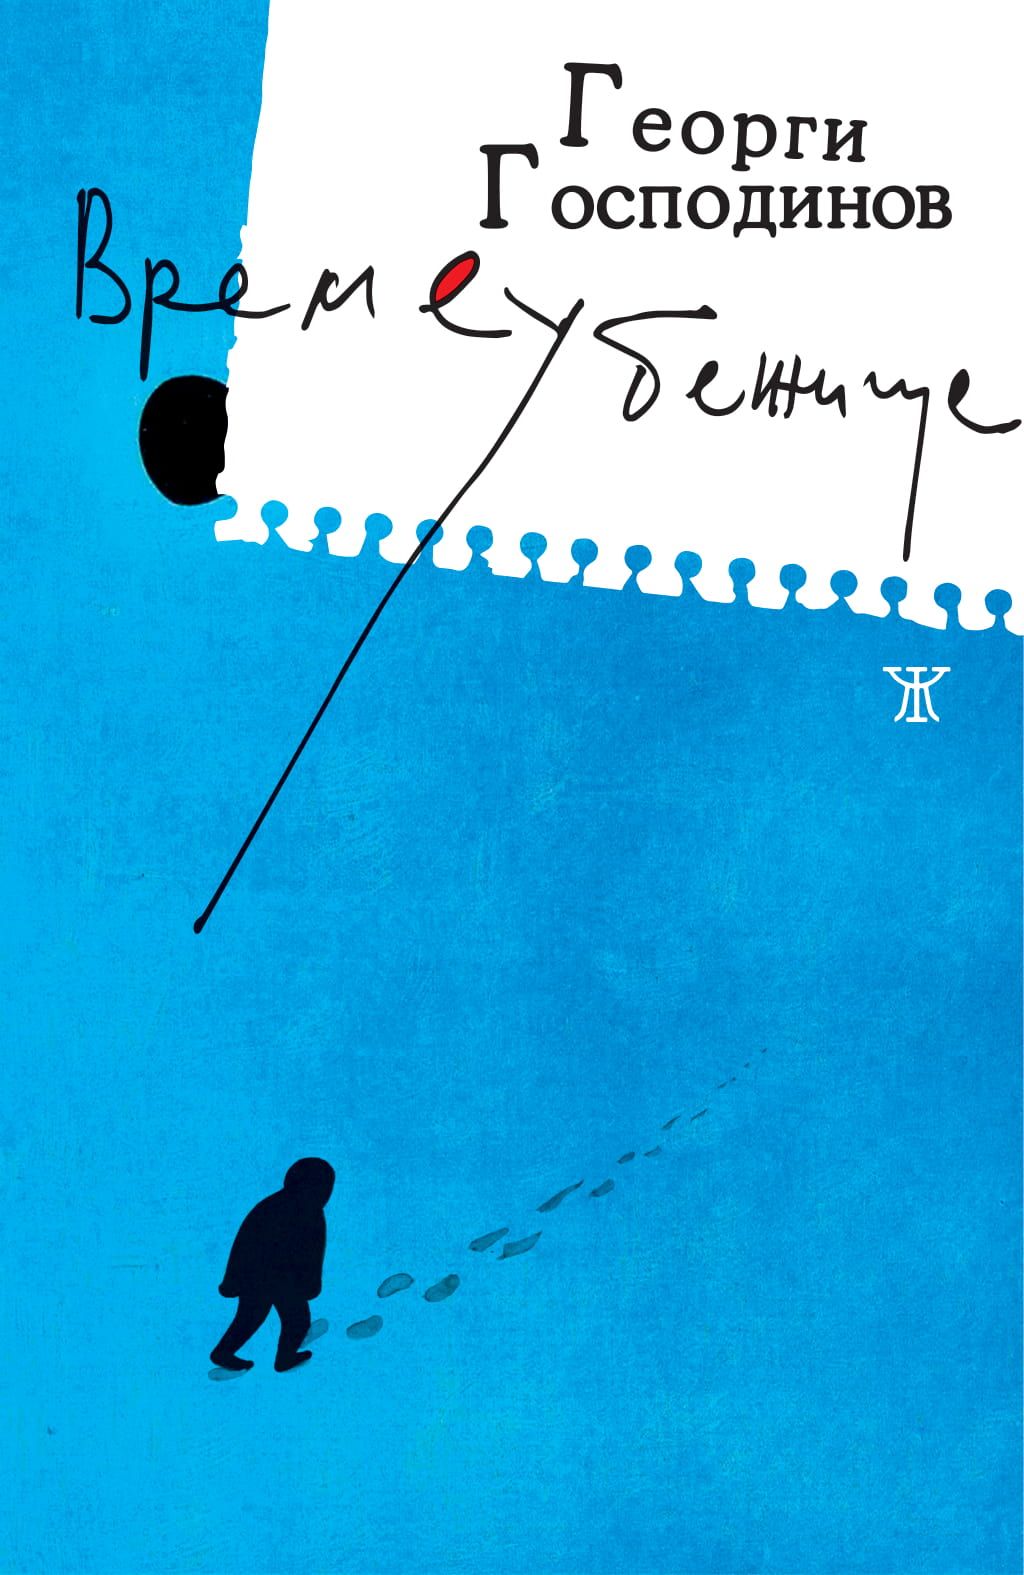 Георги
Господинов
Времеубежище
Ж